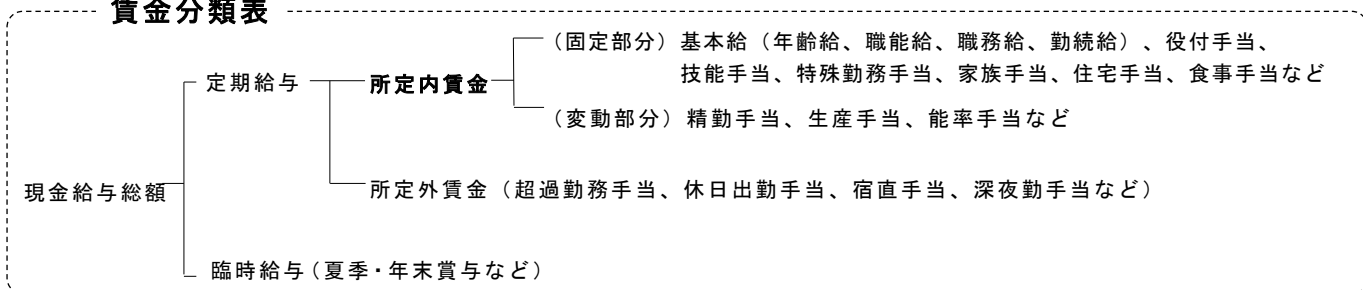 賃金分類表
（固定部分）基本給（年齢給、職能給、職務給、勤続給）、役付手当、
技能手当、特殊勤務手当、家族手当、住宅手当、食事手当など
定期給与
所定内賃金
（変動部分）精勤手当、生産手当、能率手当など
現金給与総額
所定外賃金（超過勤務手当、休日出勤手当、宿直手当、深夜勤手当など）
臨時給与（夏季・年末賞与など）